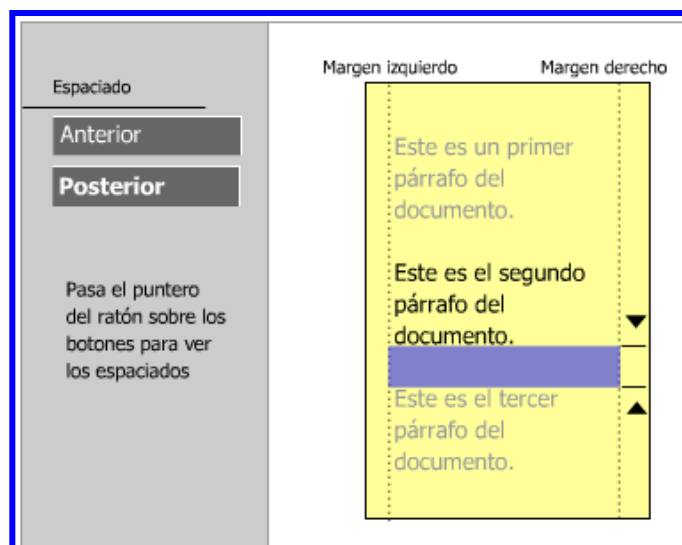 Espaciado
Anterior
Posterior
Pasa el puntero
del ratón sobre los
botones para ver
los espaciados
Margen izquierdo
Margen derecho
Este es un primer
párrafo del
documento.
Este es el segundo
párrafo del
documento.
Este es el tercer
párrafo del
documento.